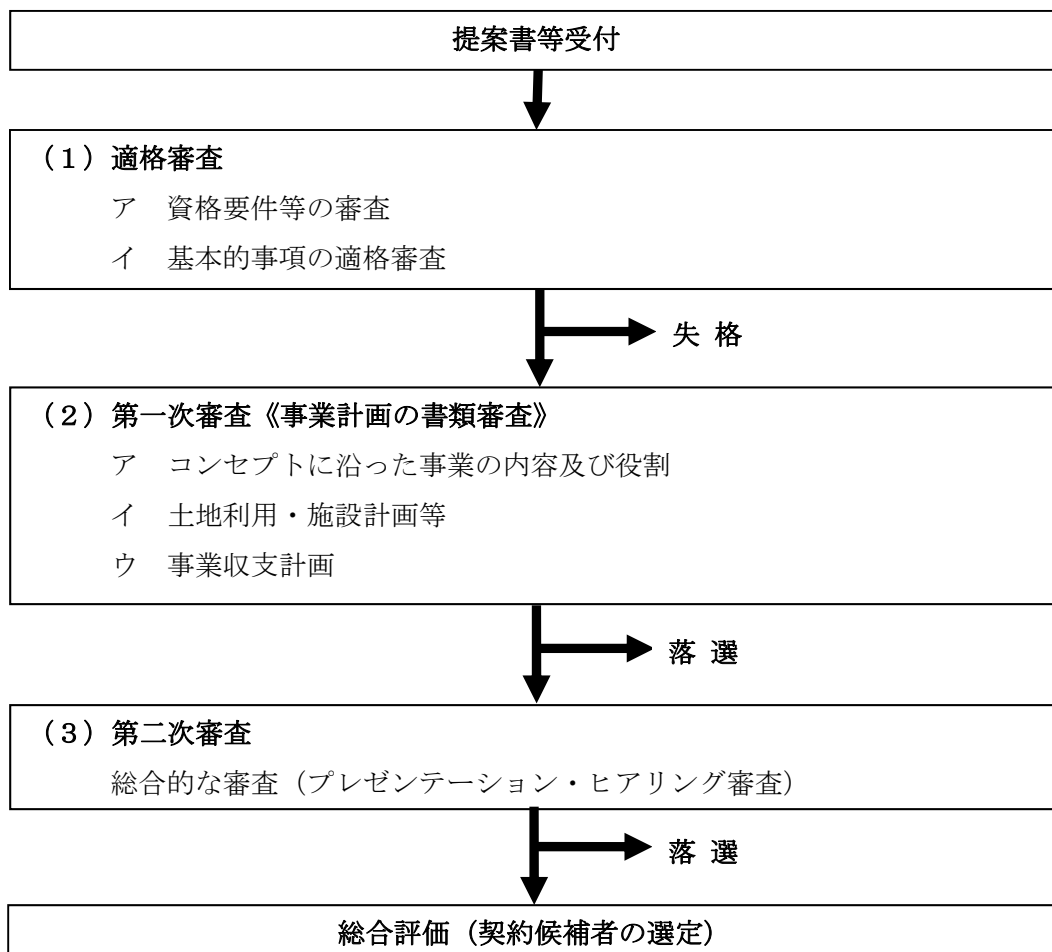 提案書等受付
（１）適格審査
ア　資格要件等の審査
イ　基本的事項の適格審査
失 格
（２）第一次審査《事業計画の書類審査》
ア　コンセプトに沿った事業の内容及び役割
イ　土地利用・施設計画等
ウ　事業収支計画
落 選
（３）第二次審査
総合的な審査（プレゼンテーション・ヒアリング審査）
落 選
総合評価（契約候補者の選定）